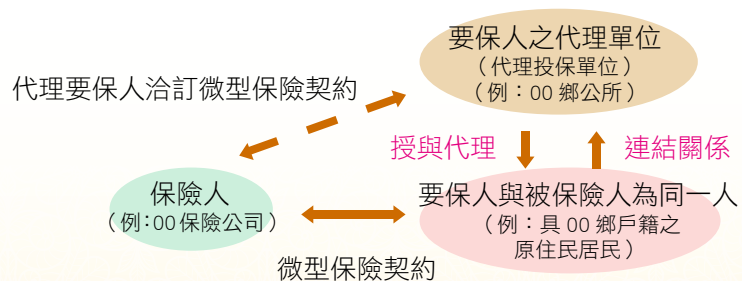 要保人之代理單位
（代理投保單位）
（例：00 鄉公所）
代理要保人洽訂微型保險契約
授與代理
連結關係
保險人
（例：00 保險公司）
要保人與被保險人為同一人
（例：具 00 鄉戶籍之
原住民居民）
微型保險契約